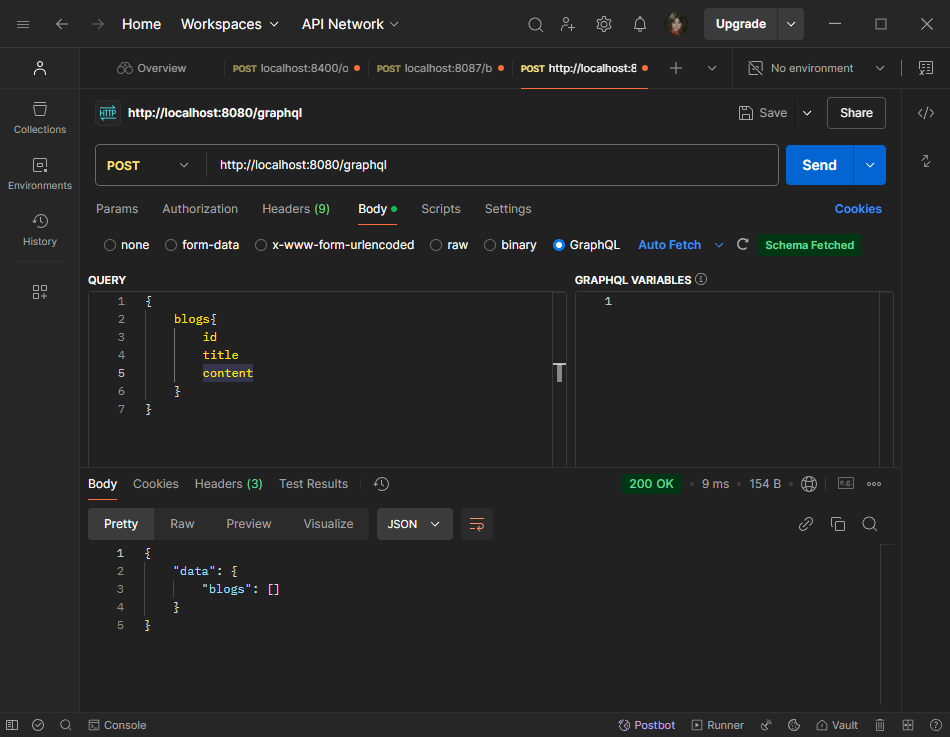 Home Workspaces API Network Upgrade
Overview POST localhost:8400/o POST localhost:8087/b POST http://localhost:8 No environment
HTTP http://localhost:8080/graphql Save Share
Collections
Environments
History
POST http://localhost:8080/graphql Send
Params Authorization Headers (9) Body Scripts Settings Cookies
none form-data x-www-form-urlencoded raw binary GraphQL Auto Fetch Schema Fetched
QUERY GRAPHQL VARIABLES
1 {
2 blogs{
3 id
4 title
5 content
6 }
7 }
1
Body Cookies Headers (3) Test Results 200 OK 9 ms 154 B e.g.
Pretty Raw Preview Visualize JSON
1 {
2 "data": {
3 "blogs": []
4 }
5 }
Console Postbot Runner Vault